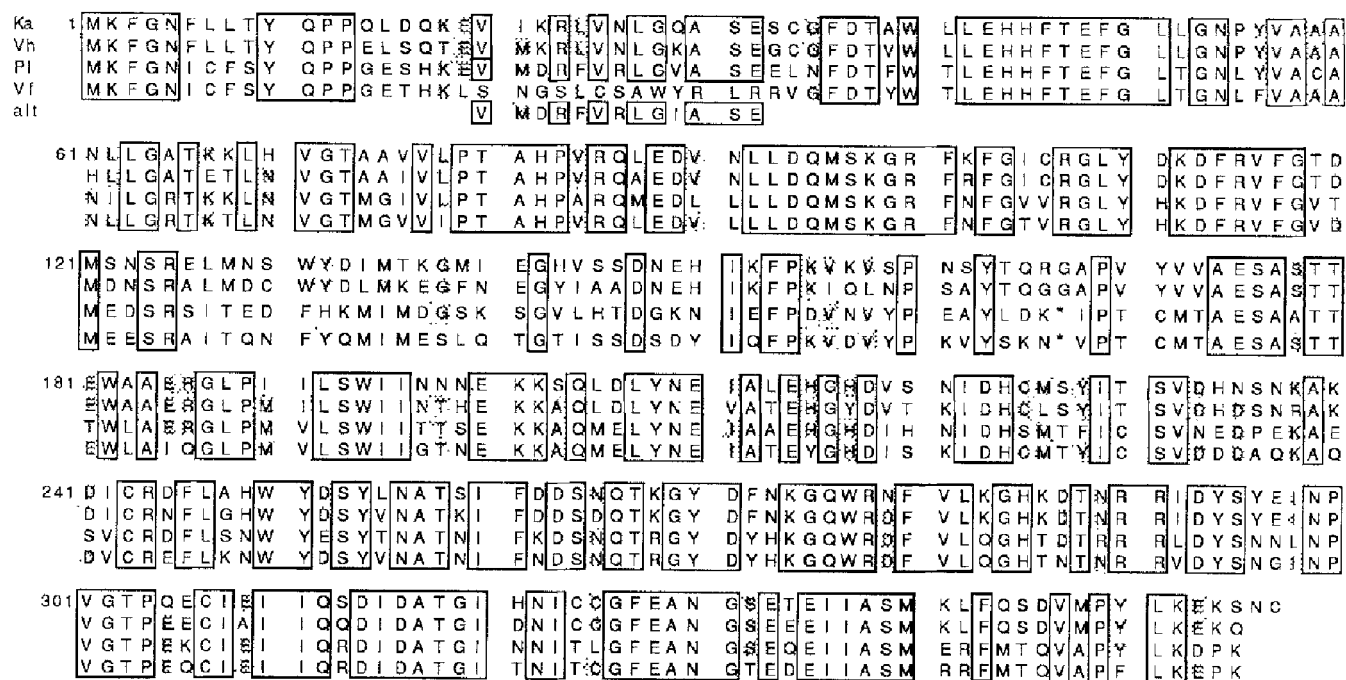 Ka 1 MKFGNFLLTY QPPQLDQKEV IKRLVNLGQA SESCGFDTAW LLEHHFTEFG LLGNPYVAAA
Vh MKFGNFLLTY QPPELSQTEV MKRLVNLGKA SEGCGFDTVW LLEHHFTEFG LLGNPYVAAA
Pl MKFGNICFSY QPPGESHKEV MDRFVRLGVA SEELNFDTFW TLEHHFTEFG LTGNLYVACA
Vf MKFGNICFSY QPPGETHKLS NGSLCSAWYR LRRVGFDTYW TLEHHFTEFG LTGNLFVAAA
alt V MDRFVRLGIA SE
61 NLLGATKKLH VGTAAVVLPT AHPVRQLEDV NLLDQMSKGR FKFGICRGLY DKDFRVFGTD
HLLGATETLN VGTAAIVLPT AHPVRQAEDV NLLDQMSKGR FRFGICRGLY DKDFRVFGTD
NILGRTKKLN VGTMGIVLPT AHPARQMEDL LLLDQMSKGR FNFGVVRGLY HKDFRVFGVT
NLLGRTKTLN VGTMGVVIPT AHPVRQLEDV LLLDQMSKGR FNFGTVRGLY HKDFRVFGVD
121 MSNSRELMNS WYDIMTKGMI EGHVSSDNEH IKFPKVKVSP NSYTQRGAPV YVVAESASTT
MDNSRALMDC WYDLMKEGFN EGYIAADNEH IKFPKIQLNP SAYTQGGAPV YVVAESASTT
MEDSRSITED FHKMIMDGSK SGVLHTDGKN IEFPDVNVYP EAYLDK*IPT CMTAESAATT
MEESRAITQN FYQMIMESLQ TGTISSDSDY IQFPKVDVYP KVYSKN*VPT CMTAESASTT
181 EWAAERGLPI ILSWIINNNE KKSQLDLYNE IALEHGHDVS NIDHCMSYIT SVDHNSNKAK
EWAAERGLPM ILSWIINTHE KKAQLDLYNE VATEHGYDVT KIDHCLSYIT SVDHDSNRAK
TWLAERGLPM VLSWIITTSE KKAQMELYNE IAAEHGHDIH NIDHSMTFIC SVNEDPEKAE
EWLAIQGLPM VLSWIIGTNE KKAQMELYNE IATEYGHDIS KIDHCMTYIC SVDDDAQKAQ
241 DICRDFLAHW YDSYLNATSI FDDSNQTKGY DFNKGQWRNF VLKGHKDTNR RIDYSYEINP
DICRNFLGHW YDSYVNATKI FDDSDQTKGY DFNKGQWRDF VLKGHKDTNR RIDYSYEINP
SVCRDFLSNW YESYTNATNI FKDSNQTRGY DYHKGQWRDF VLQGHTDTRR RLDYSNNLNP
DVCREFLKNW YDSYVNATNI FNDSNQTRGY DYHKGQWRDF VLQGHTNTNR RVDYSNGINP
301 VGTPQECIEI IQSDIDATGI HNICCGFEAN GSETEIIASM KLFQSDVMPY LKEKSNC
VGTPEECIAI IQQDIDATGI DNICCGFEAN GSEEEIIASM KLFQSDVMPY LKEKQ
VGTPEKCIEI IQRDIDATGI NNITLGFEAN GSEQEIIASM ERFMTQVAPY LKDPK
VGTPEQCIEI IQRDIDATGI TNITCGFEAN GTEDEIIASM RRFMTQVAPF LKEPK